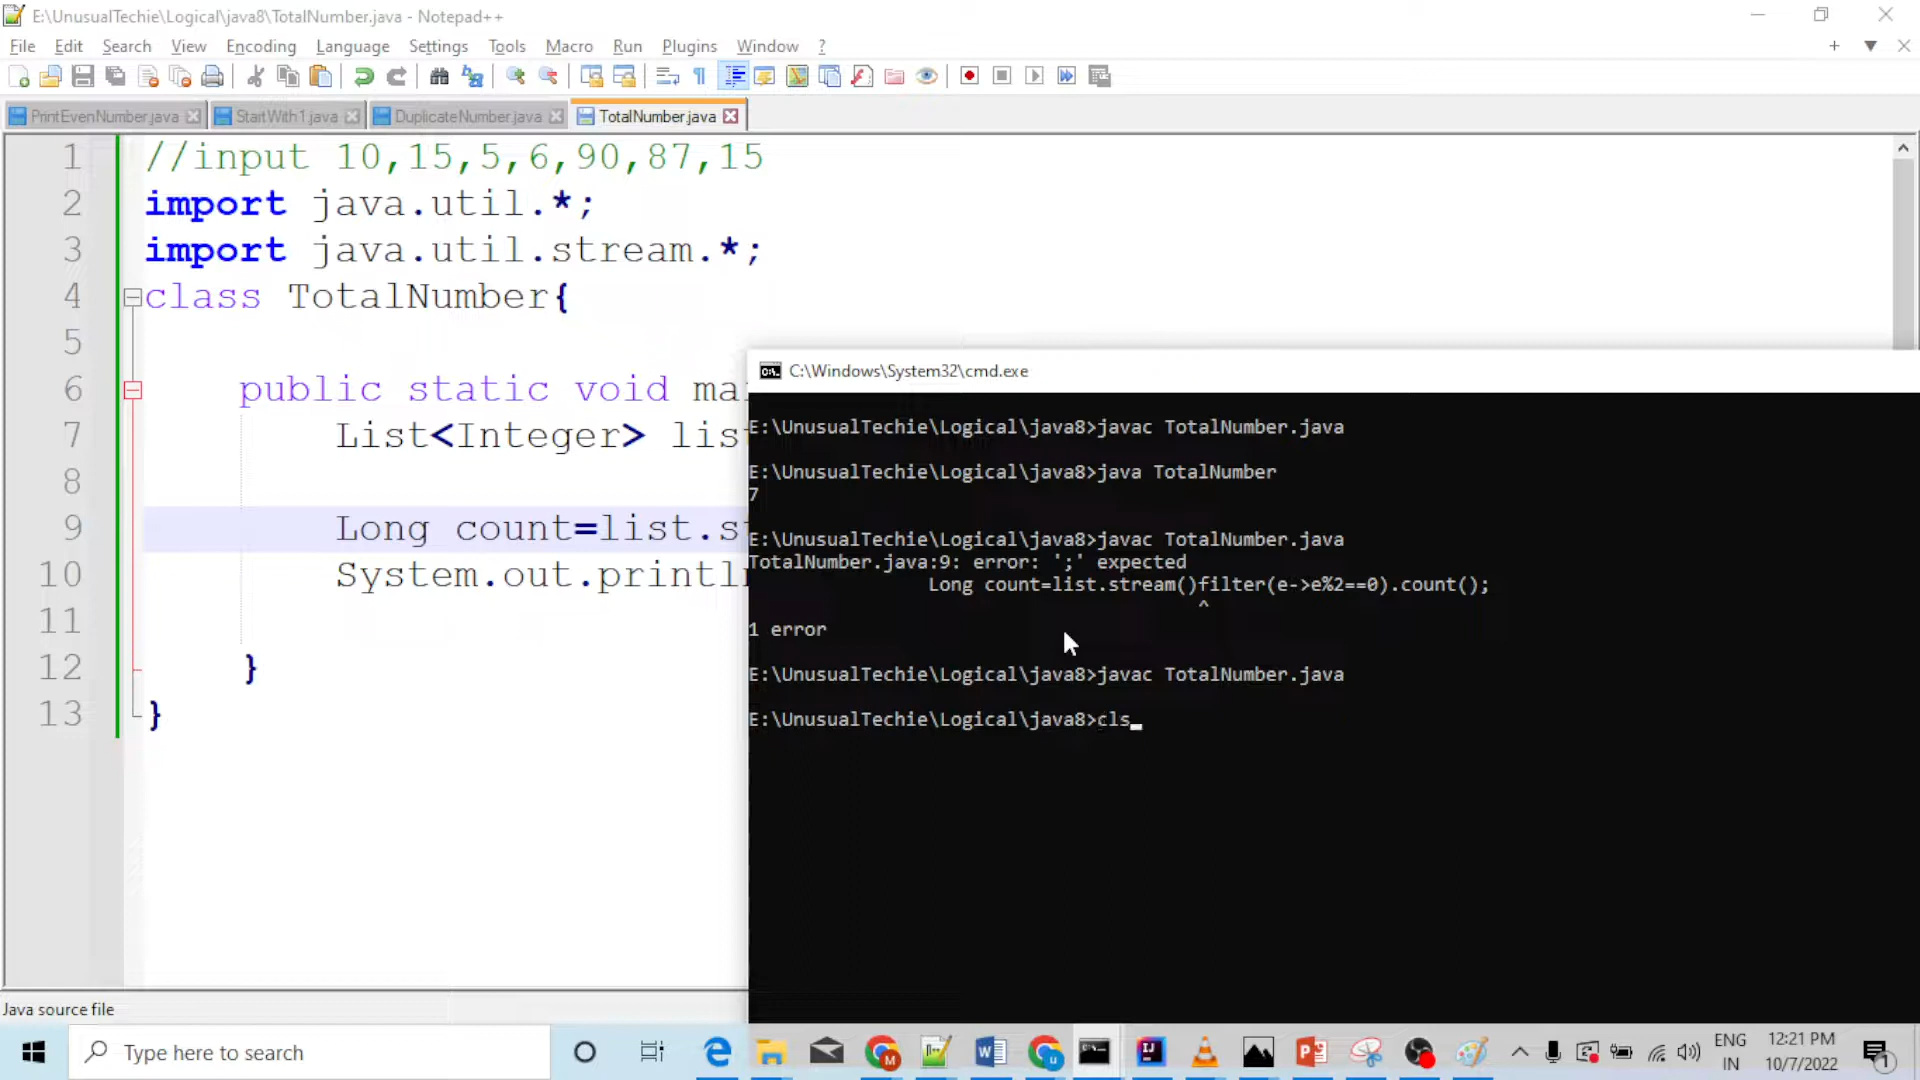 E:\UnusualTechie\Logical\java8\TotalNumber.java - Notepad++
File Edit Search View Encoding Language Settings Tools Macro Run Plugins Window ?
PrintEvenNumber.java StartWith1.java DuplicateNumber.java TotalNumber.java
1 //input 10,15,5,6,90,87,15
2 import java.util.*;
3 import java.util.stream.*;
4 class TotalNumber{
5
6 public static void mai
7 List<Integer> lis
8
9 Long count=list.st
10 System.out.println
11
12 }
13 }
C:\Windows\System32\cmd.exe
E:\UnusualTechie\Logical\java8>javac TotalNumber.java
E:\UnusualTechie\Logical\java8>java TotalNumber
7
E:\UnusualTechie\Logical\java8>javac TotalNumber.java
TotalNumber.java:9: error: ';' expected
Long count=list.stream()filter(e->e%2==0).count();
^
1 error
E:\UnusualTechie\Logical\java8>javac TotalNumber.java
E:\UnusualTechie\Logical\java8>cls
Java source file
Type here to search
ENG
IN
12:21 PM
10/7/2022
1